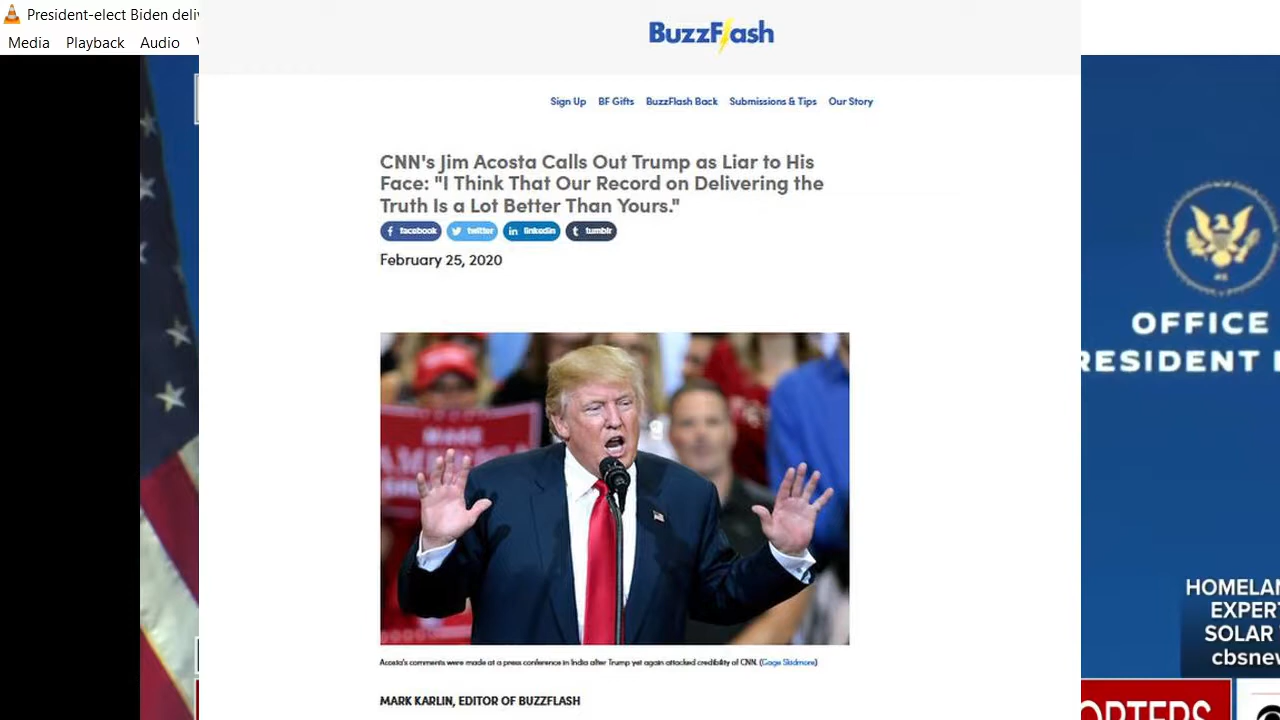 President-elect Biden deli
Media Playback Audio
BuzzFlash
Sign Up BF Gifts BuzzFlash Back Submissions & Tips Our Story
CNN's Jim Acosta Calls Out Trump as Liar to His
Face: "I Think That Our Record on Delivering the
Truth Is a Lot Better Than Yours."
facebook twitter linkedin tumblr
February 25, 2020
MAKE
AMERICA
Acosta's comments were made at a press conference in India after Trump yet again attacked credibility of CNN. (Gage Skidmore)
MARK KARLIN, EDITOR OF BUZZFLASH
OFFICE
RESIDENT
HOMELAN
EXPERT
SOLAR
cbsnew
ORTERS